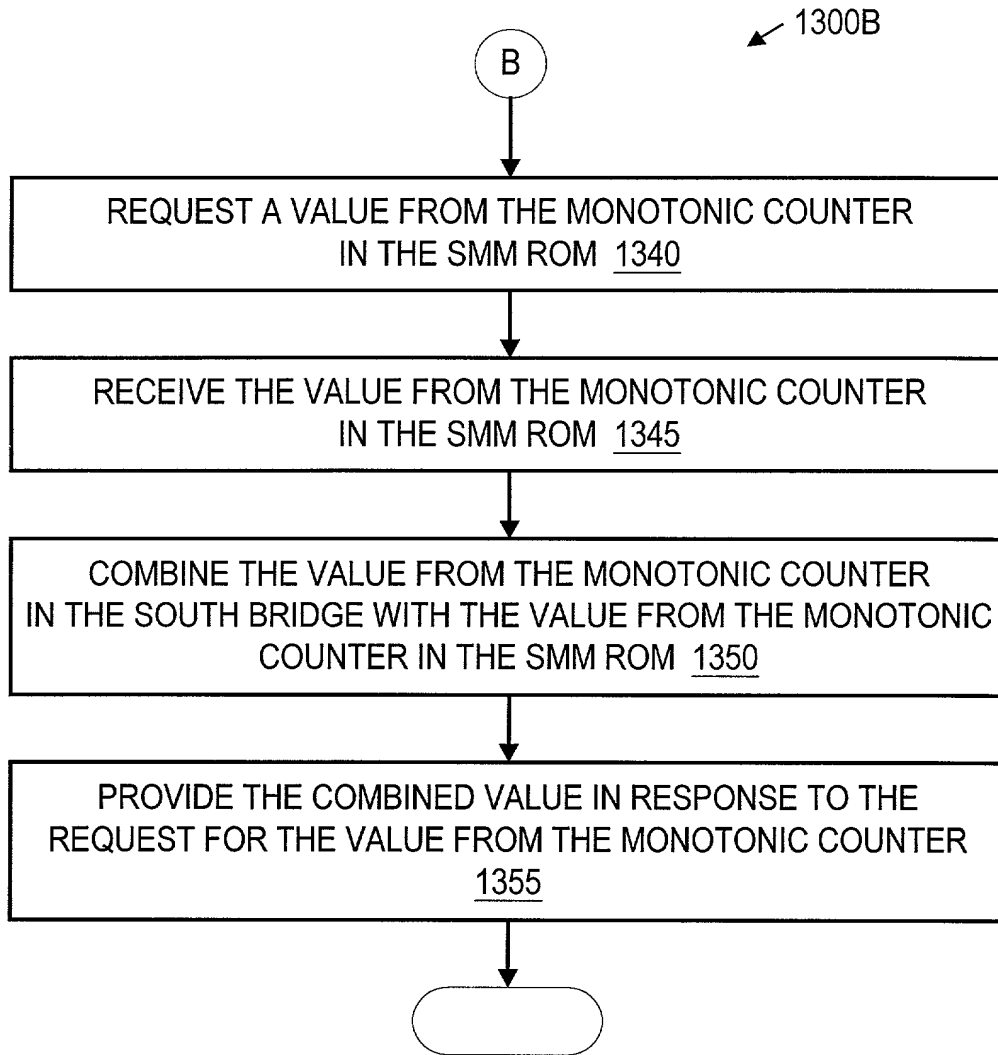 1300B
B
REQUEST A VALUE FROM THE MONOTONIC COUNTER
IN THE SMM ROM 1340
RECEIVE THE VALUE FROM THE MONOTONIC COUNTER
IN THE SMM ROM 1345
COMBINE THE VALUE FROM THE MONOTONIC COUNTER
IN THE SOUTH BRIDGE WITH THE VALUE FROM THE MONOTONIC
COUNTER IN THE SMM ROM 1350
PROVIDE THE COMBINED VALUE IN RESPONSE TO THE
REQUEST FOR THE VALUE FROM THE MONOTONIC COUNTER
1355